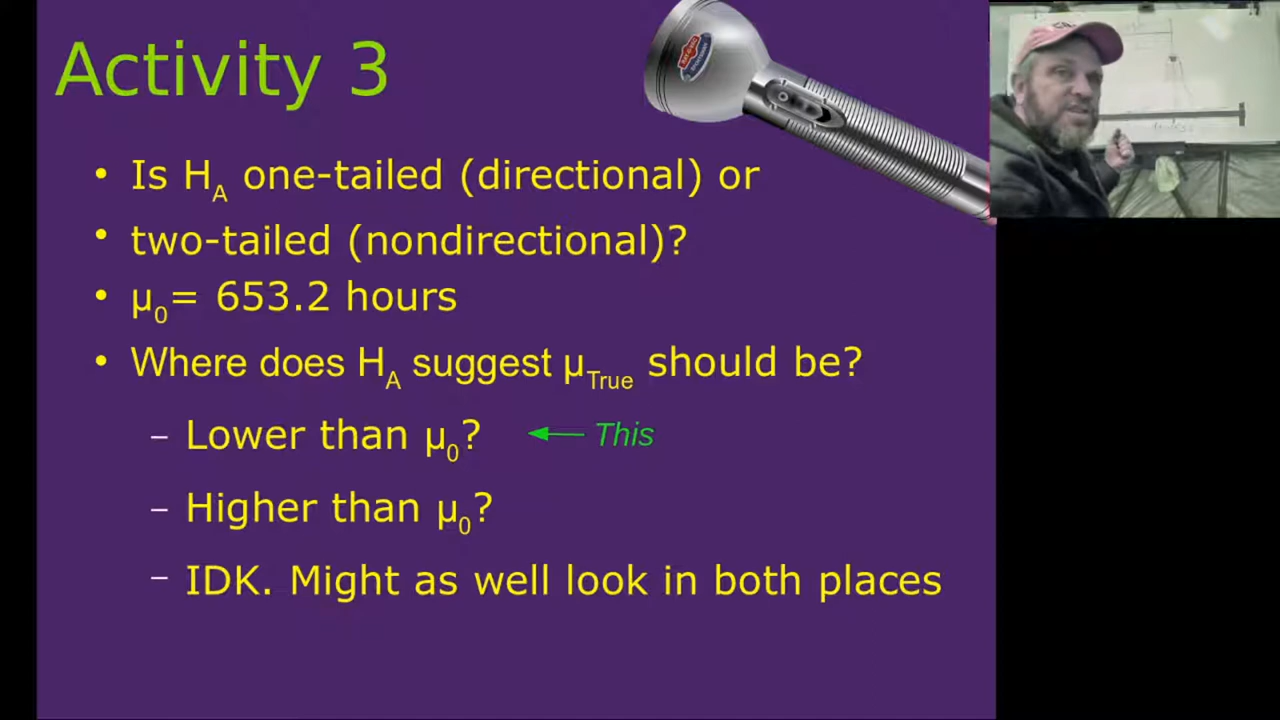 Activity 3
• Is HA one-tailed (directional) or
• two-tailed (nondirectional)?
• μ0= 653.2 hours
• Where does HA suggest μTrue should be?
– Lower than μ0? ← This
– Higher than μ0?
– IDK. Might as well look in both places